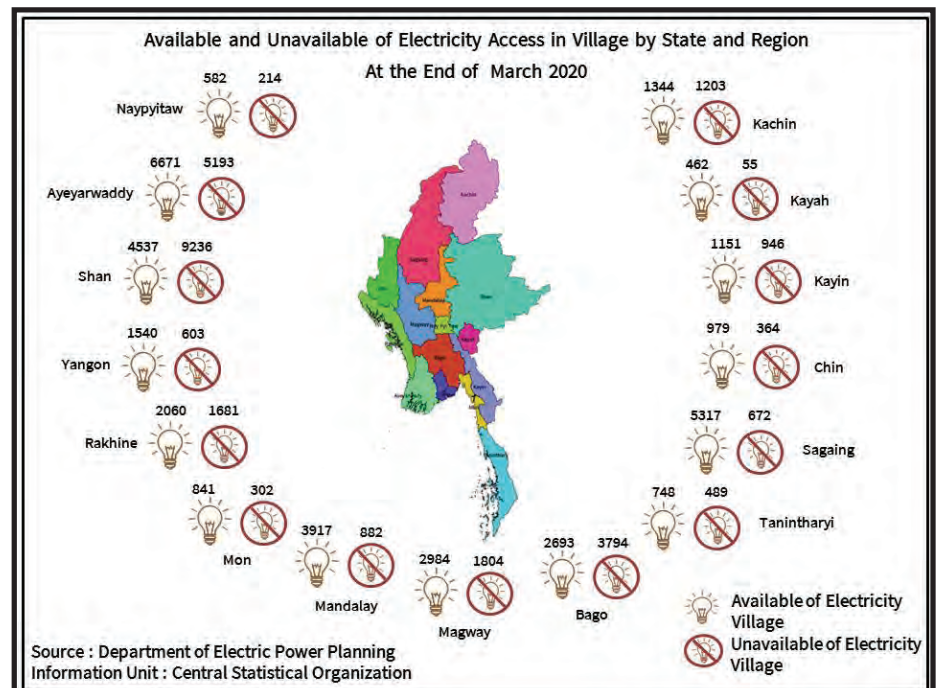 Available and Unavailable of Electricity Access in Village by State and Region
At the End of March 2020
582 214
Naypyitaw
1344 1203
Kachin
6671 5193
Ayeyarwaddy
462 55
Kayah
4537 9236
Shan
1151 946
Kayin
1540 603
Yangon
979 364
Chin
2060 1681
Rakhine
5317 672
Sagaing
841 302
Mon
748 489
Tanintharyi
3917 882
Mandalay
2984 1804
Magway
2693 3794
Bago
Kachin
Shan
Available of Electricity
Village
Unavailable of Electricity
Village
Source : Department of Electric Power Planning
Information Unit : Central Statistical Organization